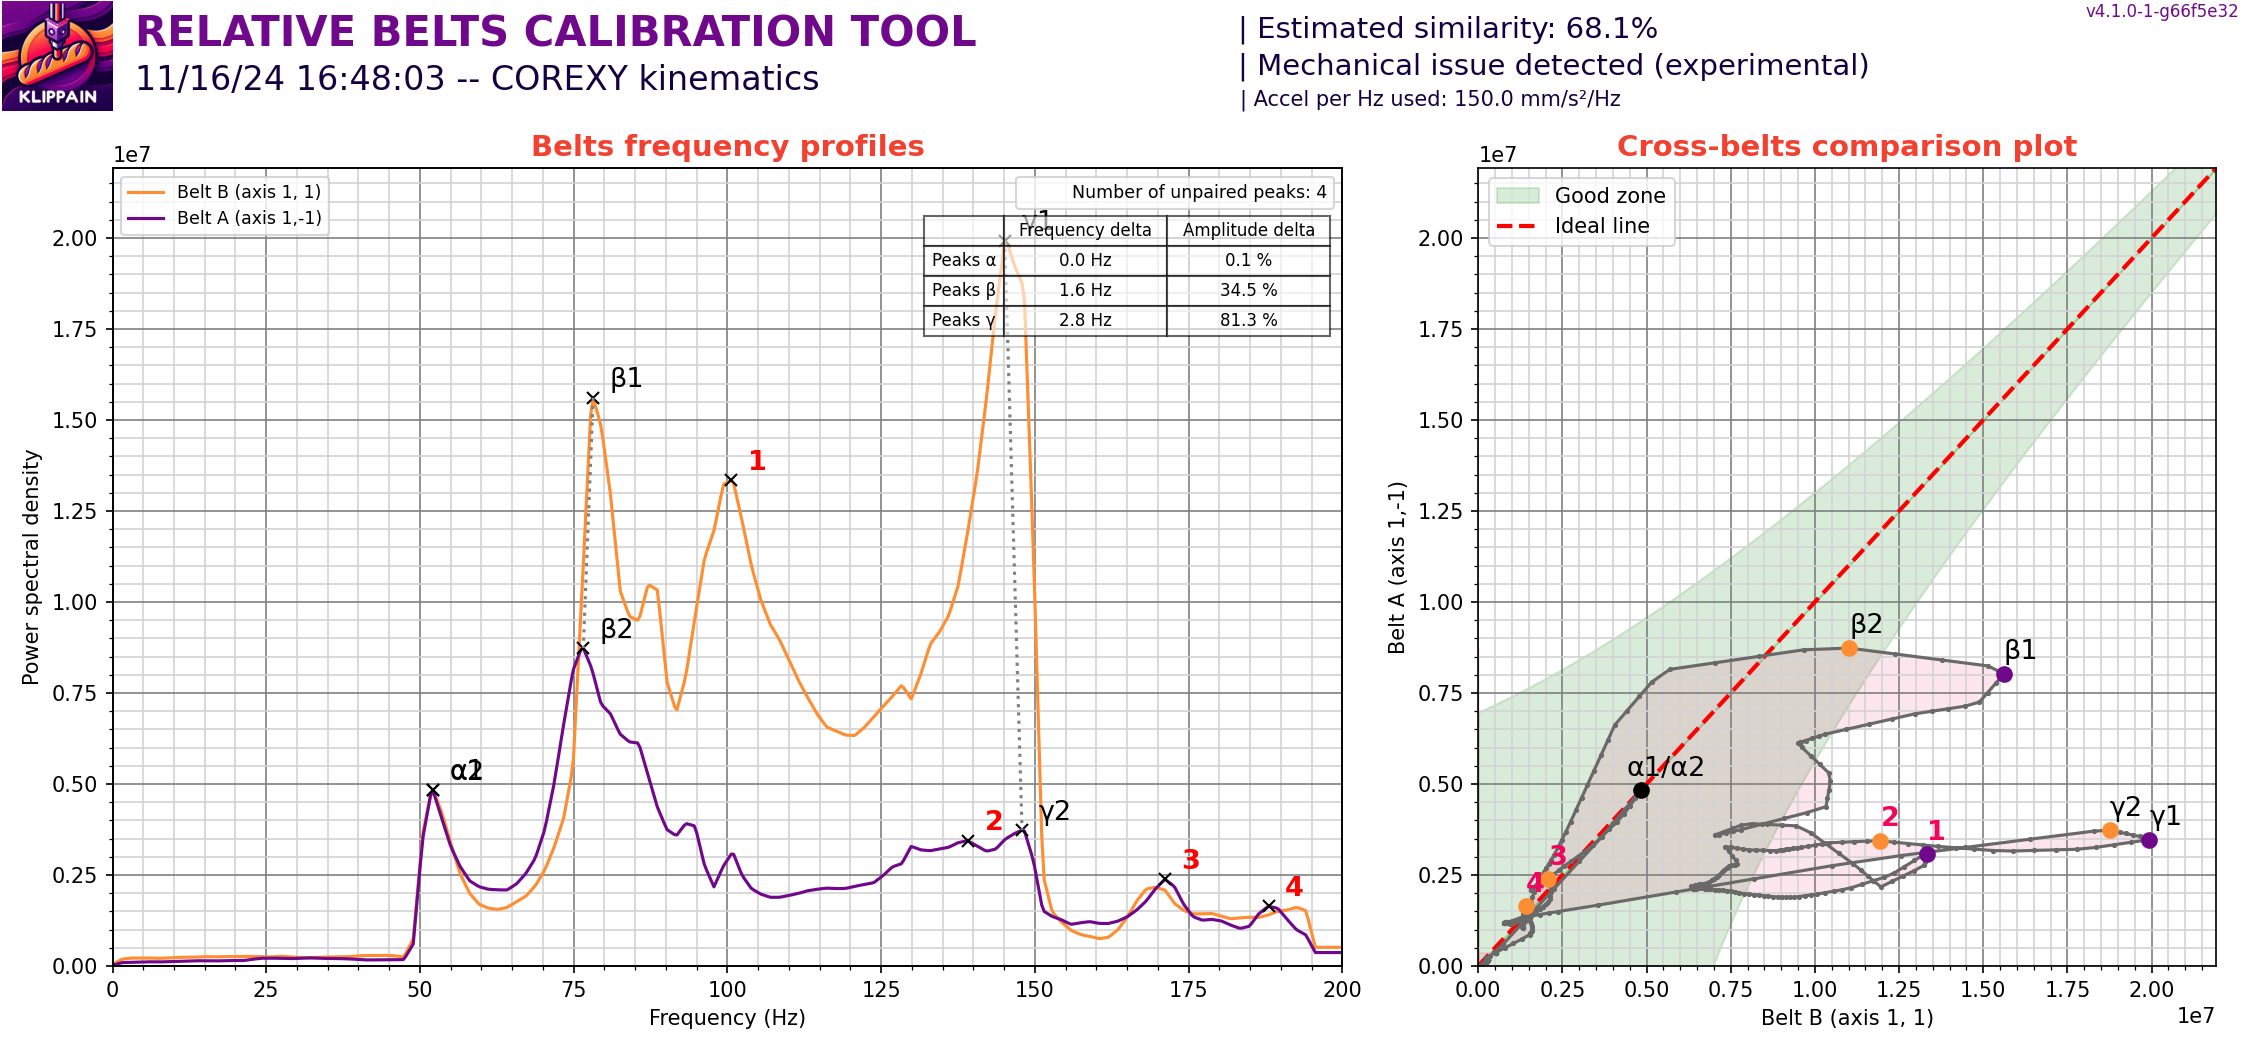 KLIPPAIN
RELATIVE BELTS CALIBRATION TOOL
11/16/24 16:48:03 -- COREXY kinematics
| Estimated similarity: 68.1%
| Mechanical issue detected (experimental)
| Accel per Hz used: 150.0 mm/s²/Hz
v4.1.0-1-g66f5e32
Belts frequency profiles
1e7
Belt B (axis 1, 1)
Belt A (axis 1,-1)
Number of unpaired peaks: 4
Frequency delta Amplitude delta
Peaks α 0.0 Hz 0.1 %
Peaks β 1.6 Hz 34.5 %
Peaks γ 2.8 Hz 81.3 %
γ1
β1
1
β2
α1
α2
2
γ2
3
4
2.00
1.75
1.50
1.25
1.00
0.75
0.50
0.25
0.00
Power spectral density
0 25 50 75 100 125 150 175 200
Frequency (Hz)
Cross-belts comparison plot
1e7
Good zone
Ideal line
β2
β1
α1/α2
γ2
γ1
2
1
3
4
2.00
1.75
1.50
1.25
1.00
0.75
0.50
0.25
0.00
Belt A (axis 1,-1)
0.00 0.25 0.50 0.75 1.00 1.25 1.50 1.75 2.00
Belt B (axis 1, 1)
1e7